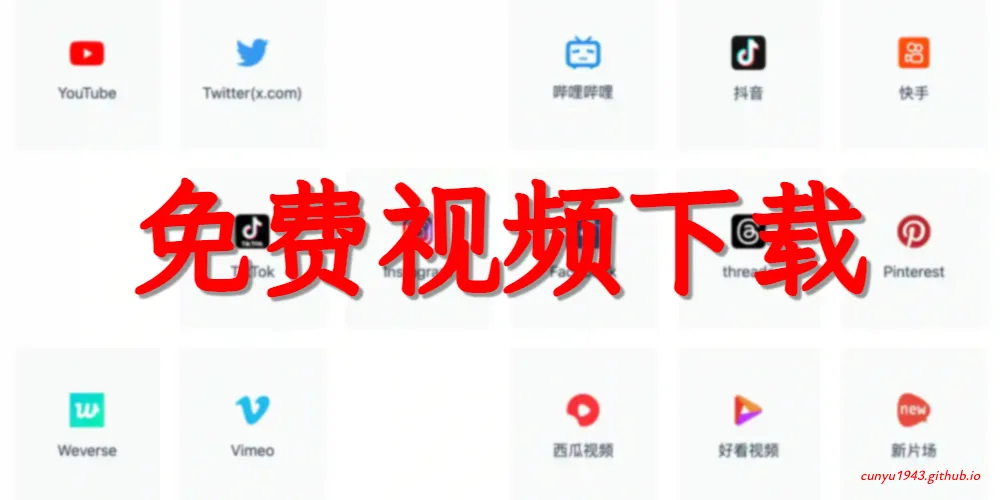 YouTube
Twitter(x.com)
哔哩哔哩
抖音
快手
免费视频下载
TikTok
Instagram
Facebook
threads
Pinterest
Weverse
Vimeo
西瓜视频
好看视频
new
新片场
cunyu1943.github.io